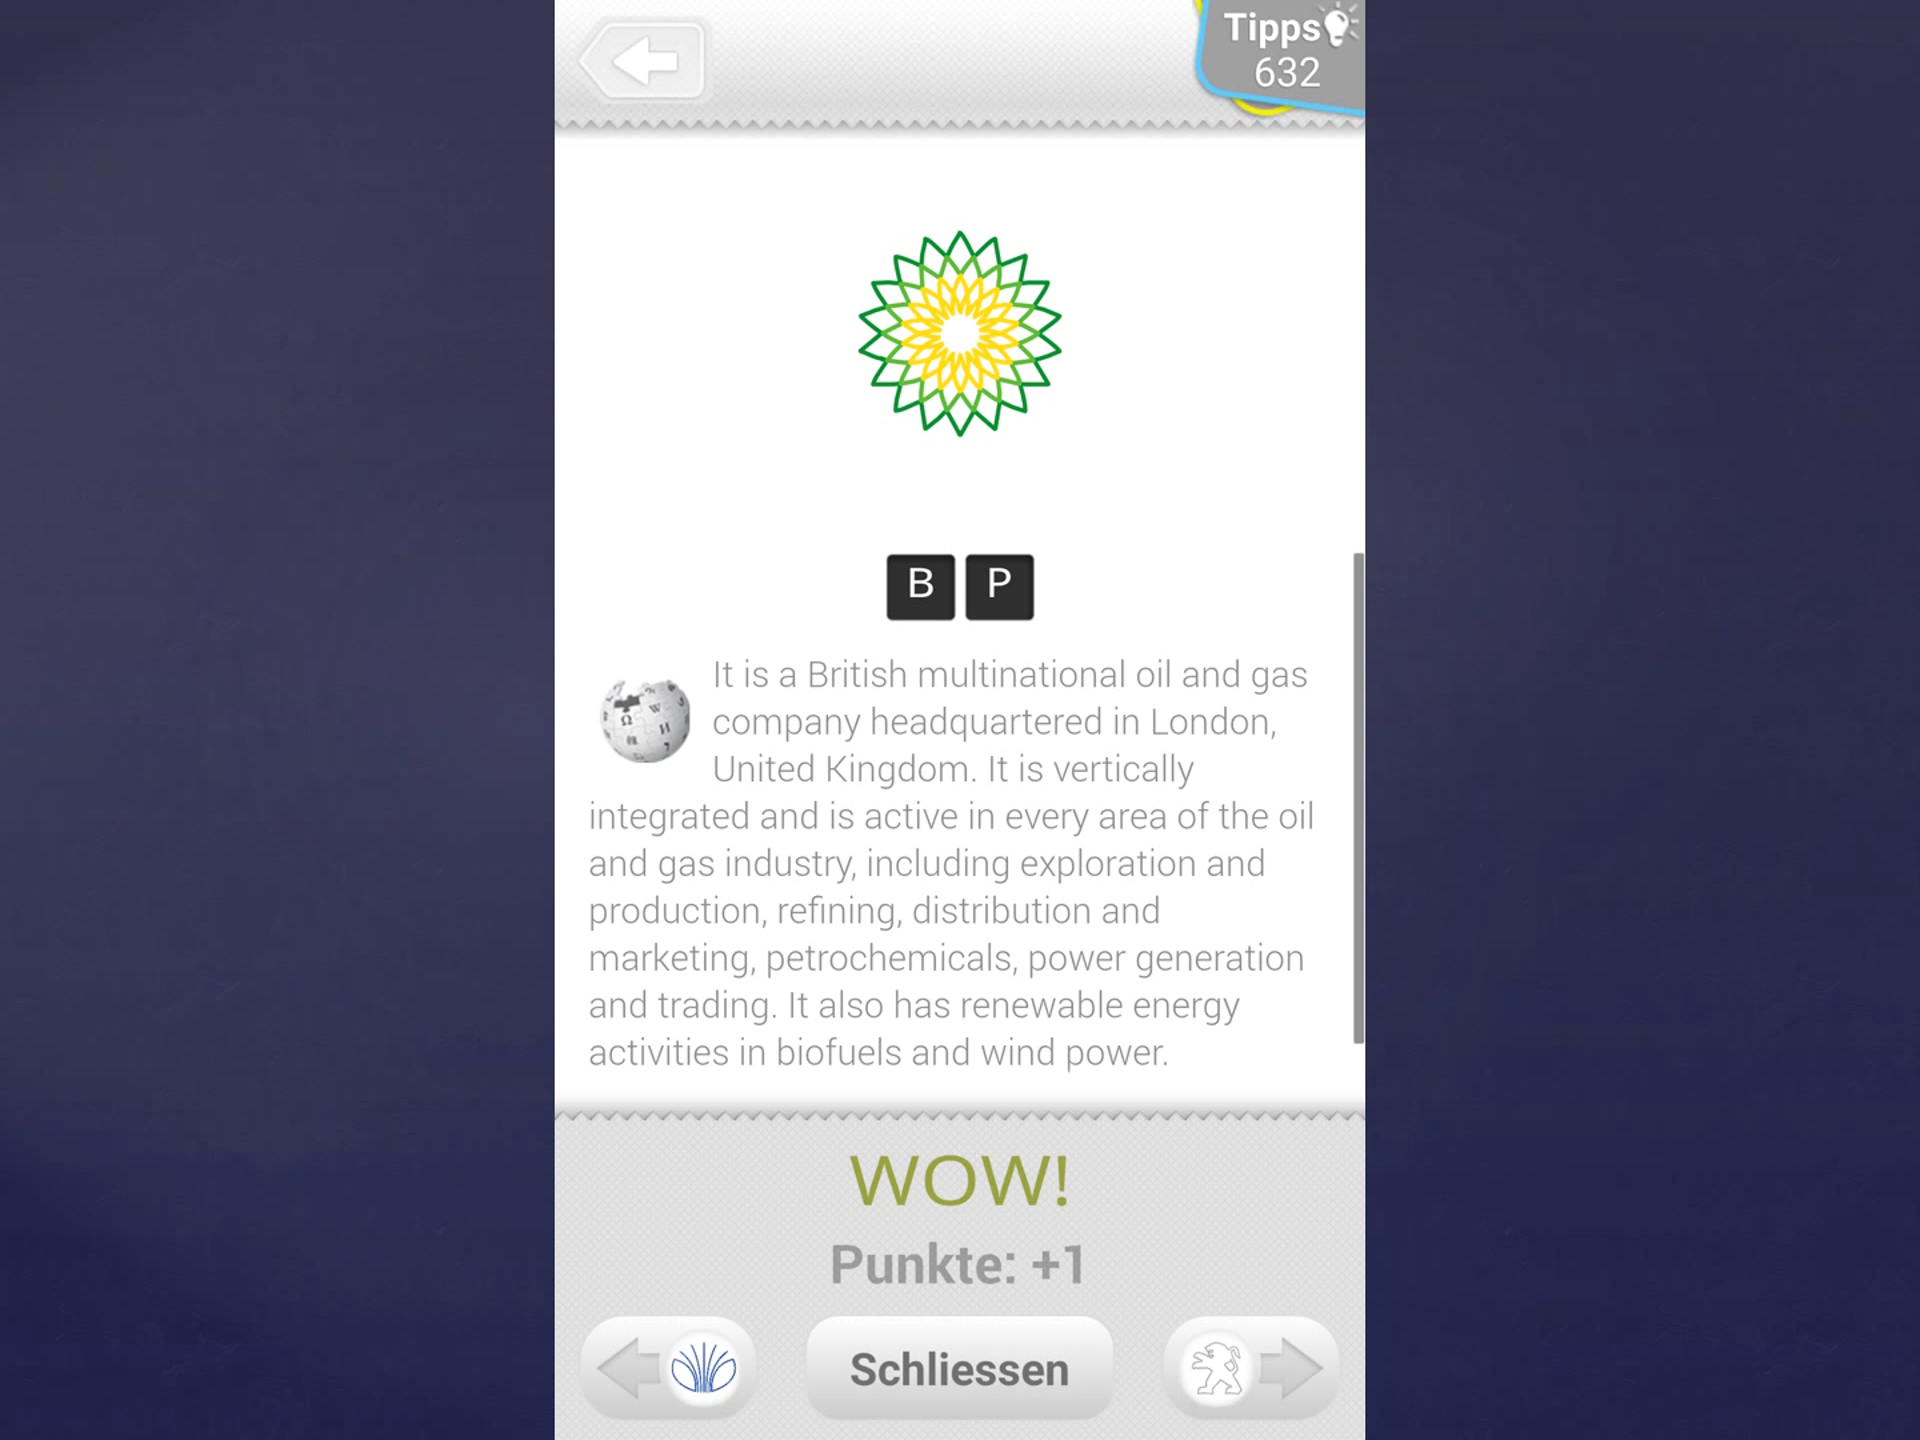 Tipps
632
B P
It is a British multinational oil and gas
company headquartered in London,
United Kingdom. It is vertically
integrated and is active in every area of the oil
and gas industry, including exploration and
production, refining, distribution and
marketing, petrochemicals, power generation
and trading. It also has renewable energy
activities in biofuels and wind power.
WOW!
Punkte: +1
Schliessen